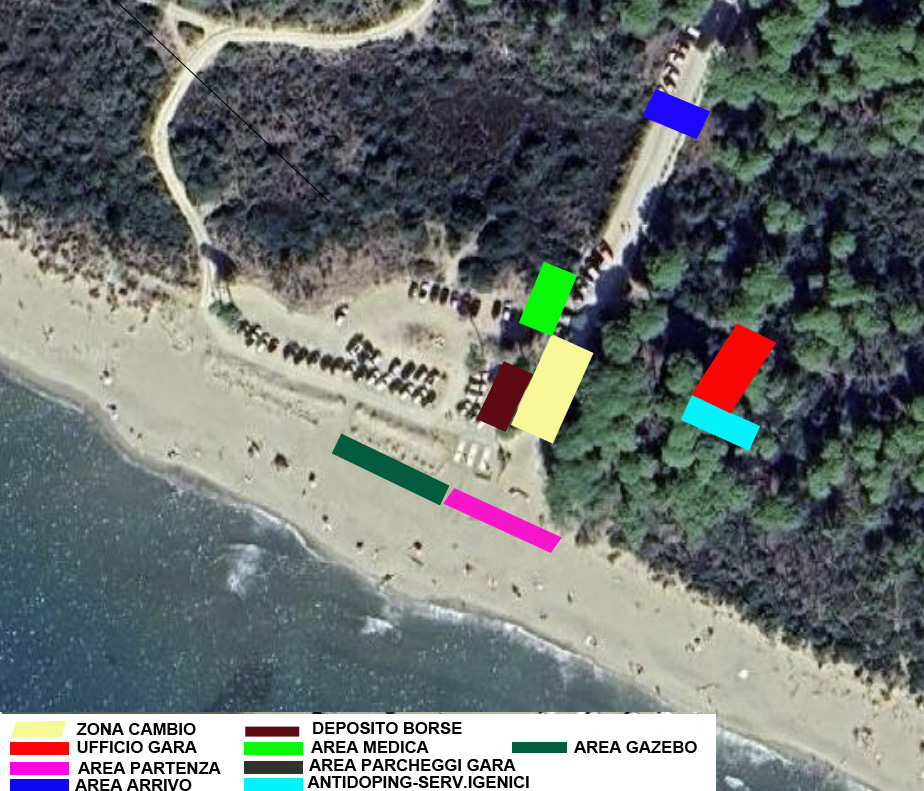 ZONA CAMBIO
UFFICIO GARA
AREA PARTENZA
AREA ARRIVO
DEPOSITO BORSE
AREA MEDICA
AREA PARCHEGGI GARA
ANTIDOPING-SERV.IGENICI
AREA GAZEBO